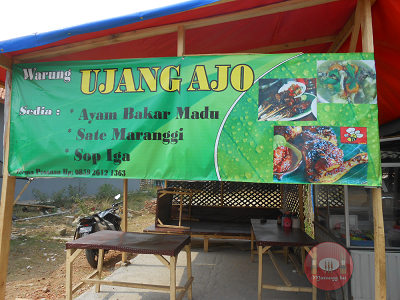 Warung UJANG AJO
Sedia : * Ayam Bakar Madu
* Sate Maranggi
* Sop Iga